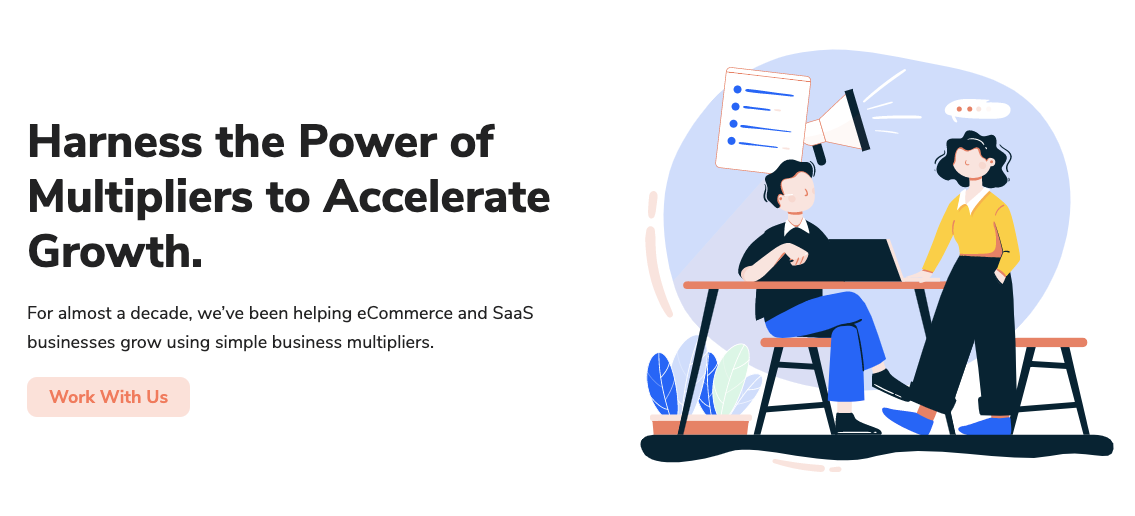 Harness the Power of
Multipliers to Accelerate
Growth.
For almost a decade, we've been helping eCommerce and SaaS
businesses grow using simple business multipliers.
Work With Us